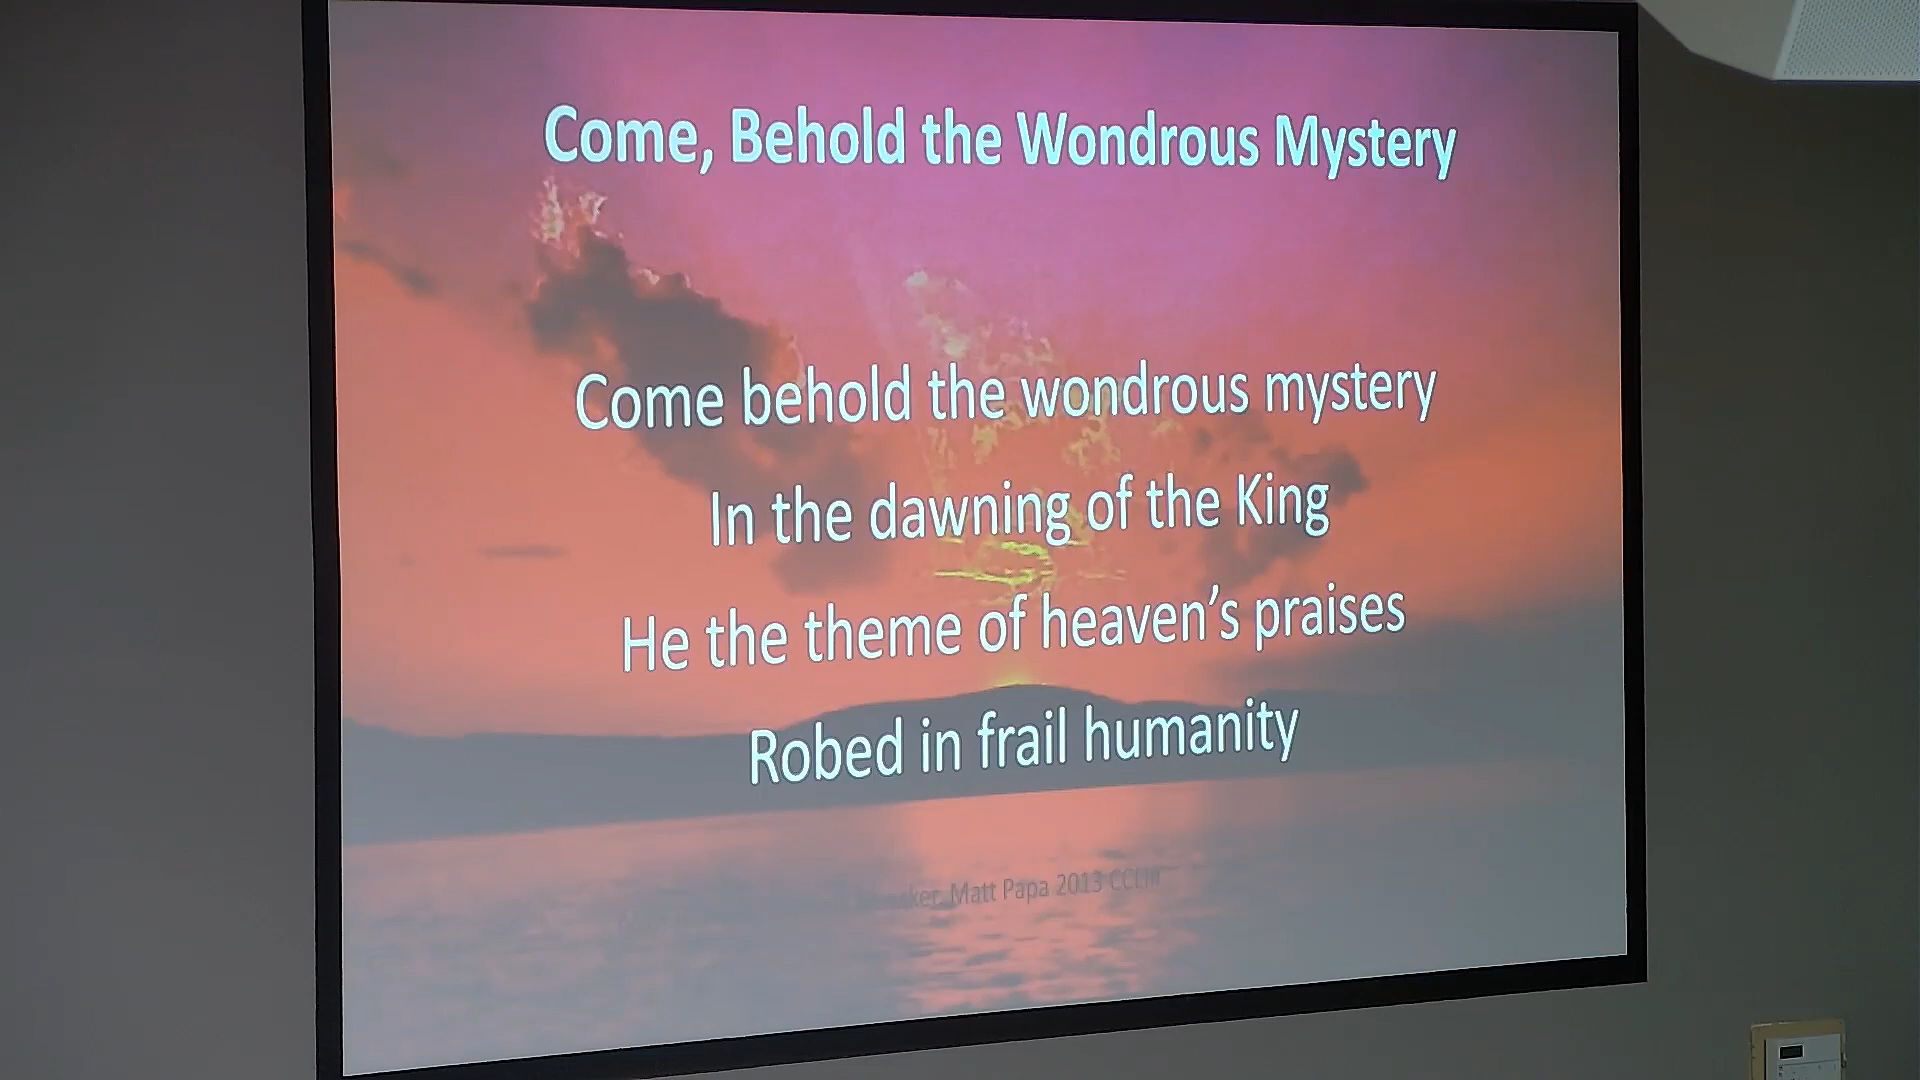 Come, Behold the Wondrous Mystery
Come behold the wondrous mystery
In the dawning of the King
He the theme of heaven's praises
Robed in frail humanity
Matt Papa 2013